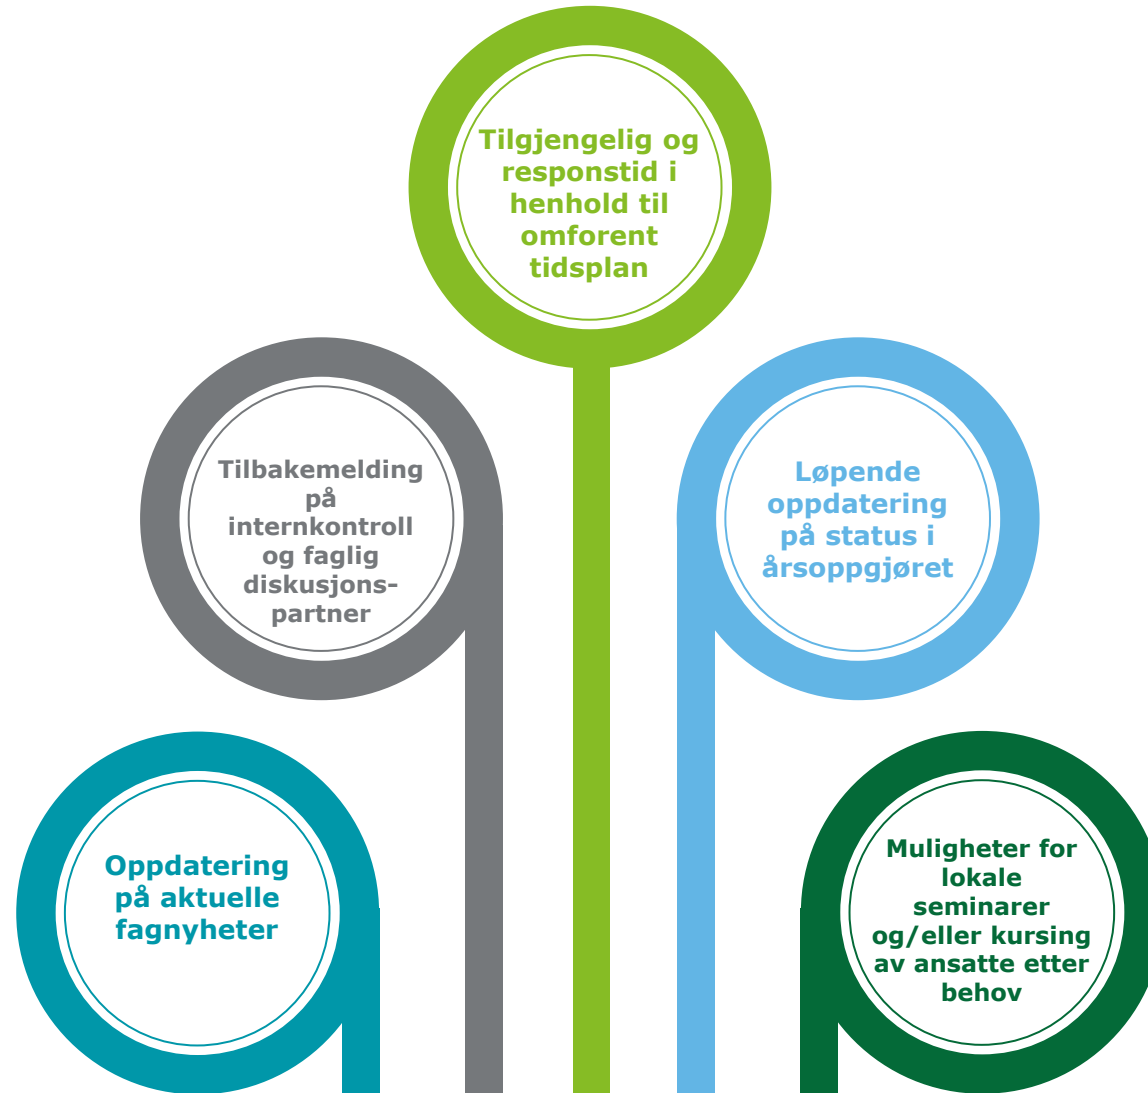 Tilgjengelig og
responstid i
henhold til
omforent
tidsplan
Tilbakemelding
på
internkontroll
og faglig
diskusjons-
partner
Løpende
oppdatering
på status i
årsoppgjøret
Oppdatering
på aktuelle
fagnyheter
Muligheter for
lokale
seminarer
og/eller kursing
av ansatte etter
behov